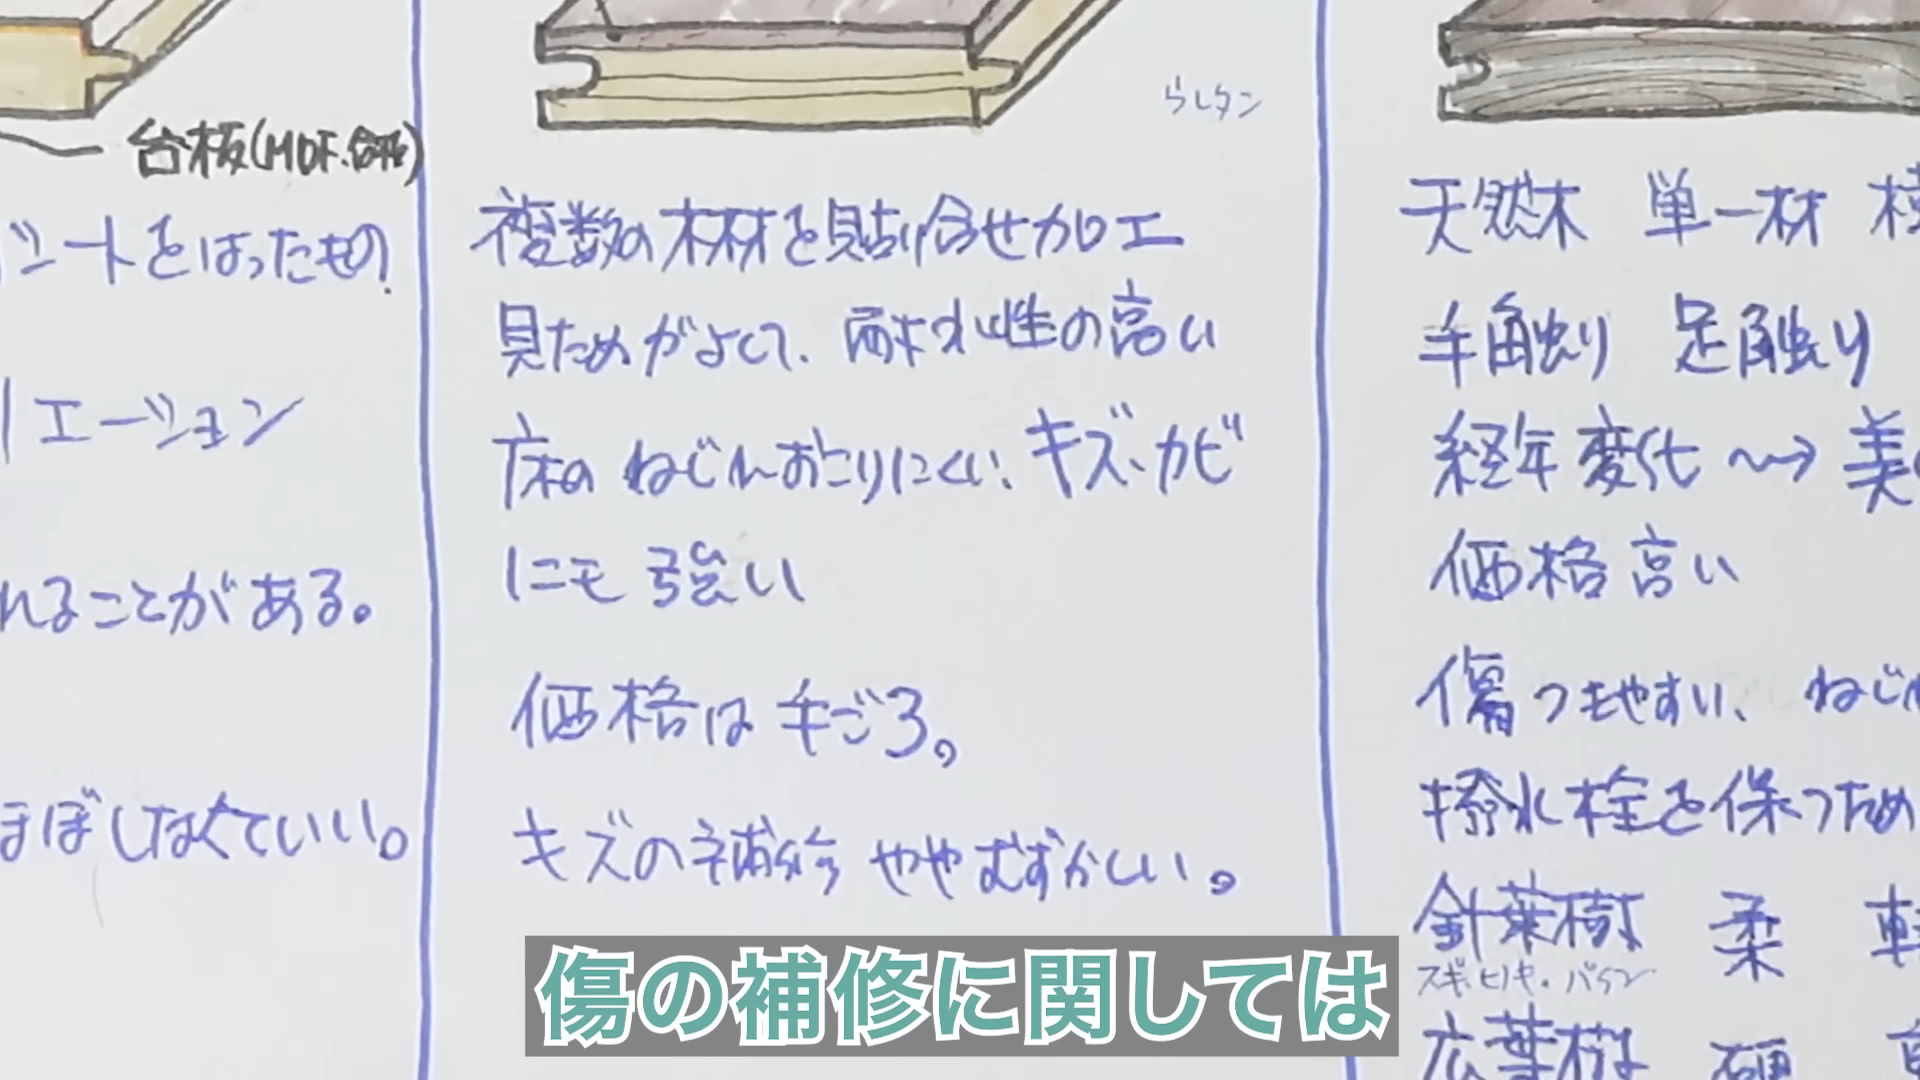 台板(MDF.合板)
シートをはったもの
リエーション
れることがある。
ほぼしなくていい。
ウレタン
複数の木材を貼り合せ加工
見ためがよくて、耐水性の高い
床のねじれおこりにくい、キズ、カビ
にも強い
価格は手ごろ。
キズの補修 ややむずかしい。
天然木 単一材
手触り 足触り
経年変化 〜→ 美
価格高い
傷つきやすい、ねじれ
撥水栓を保つため
針葉樹 柔 軽
スギ・ヒノキ・パイン
広葉樹 硬
傷の補修に関しては